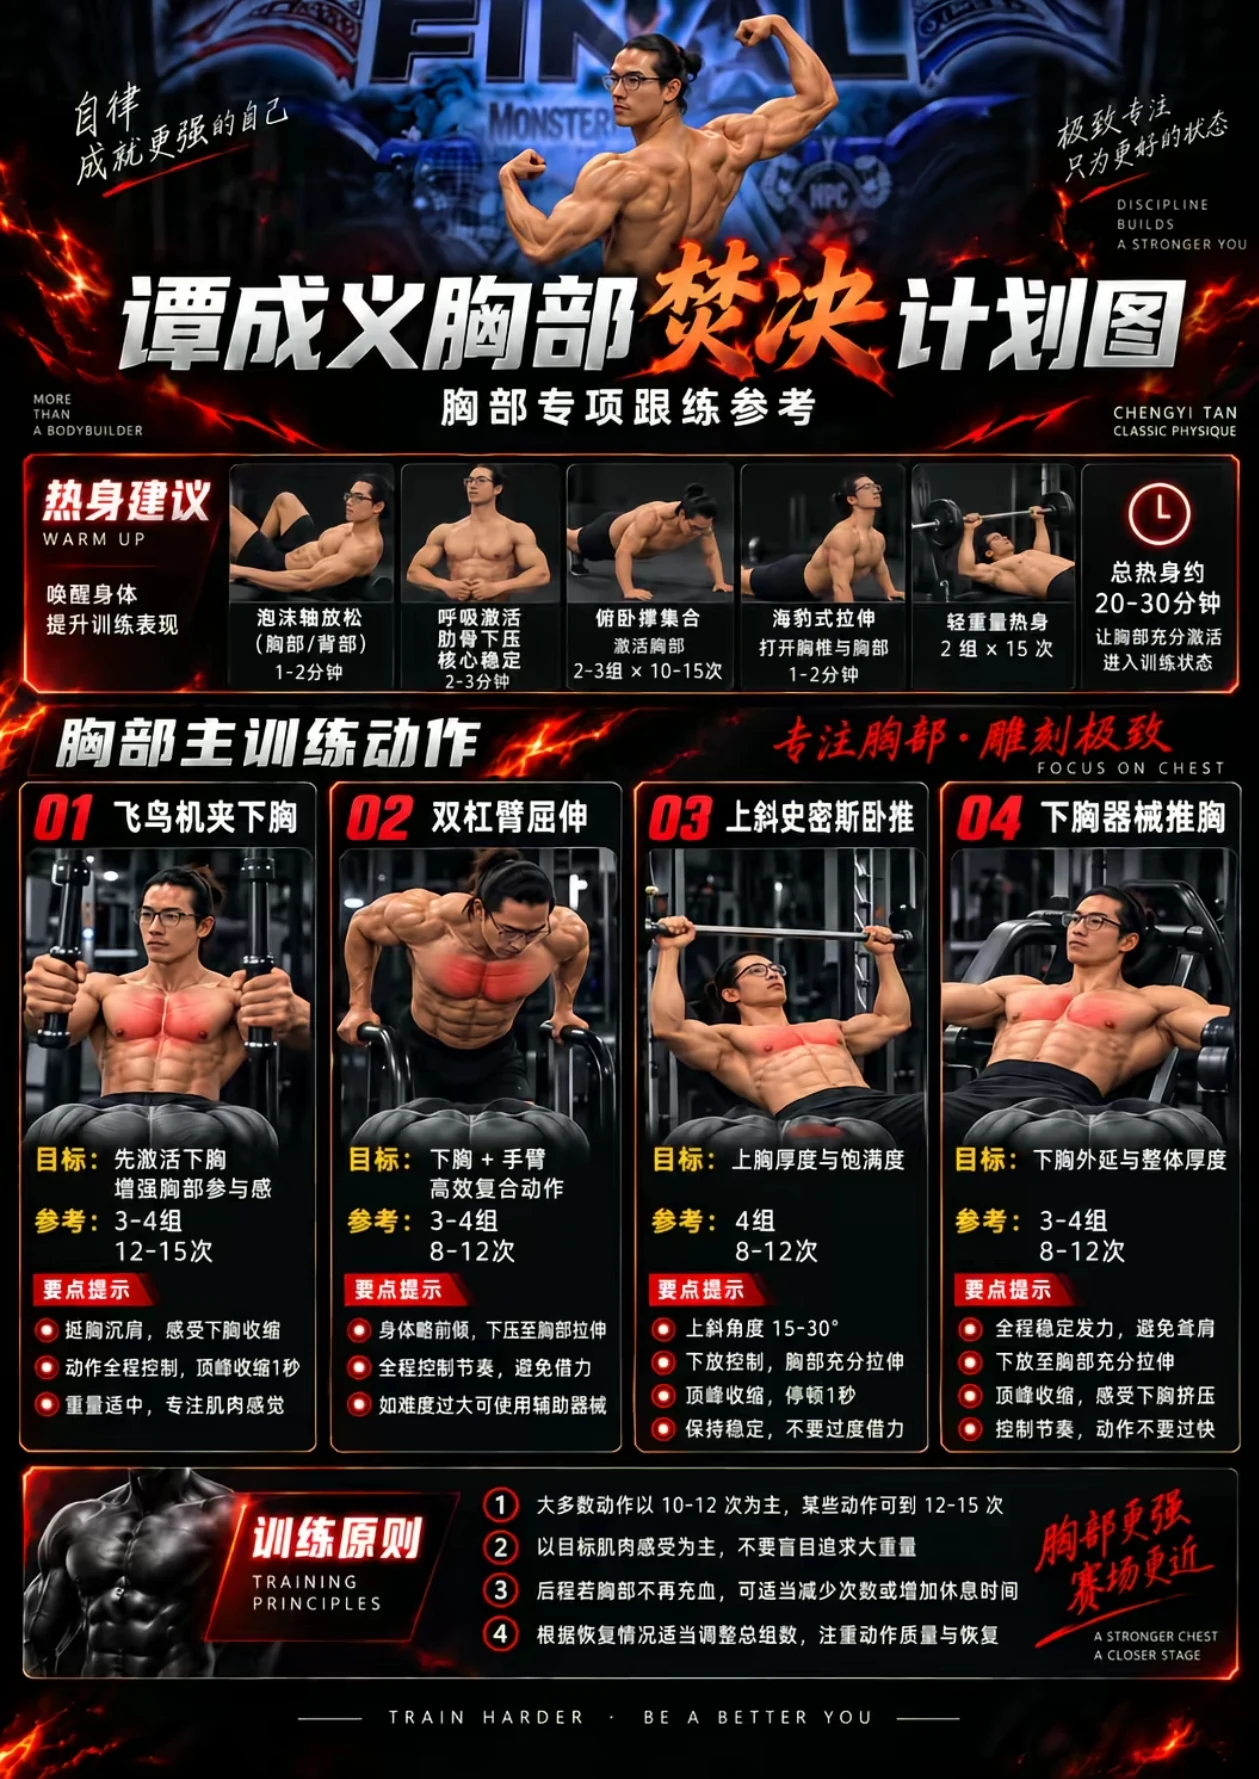 FINAL
MONSTER
NPC
自律
成就更强的自己
极致专注
只为更好的状态
DISCIPLINE
BUILDS
A STRONGER YOU
谭成义胸部焚决计划图
胸部专项跟练参考
MORE
THAN
A BODYBUILDER
CHENGYI TAN
CLASSIC PHYSIQUE
热身建议
WARM UP
唤醒身体
提升训练表现
泡沫轴放松
（胸部/背部）
1-2分钟
呼吸激活
肋骨下压
核心稳定
2-3分钟
俯卧撑集合
激活胸部
2-3组 × 10-15次
海豹式拉伸
打开胸椎与胸部
1-2分钟
轻重量热身
2 组 × 15 次
总热身约
20-30分钟
让胸部充分激活
进入训练状态
胸部主训练动作
专注胸部·雕刻极致
FOCUS ON CHEST
01 飞鸟机夹下胸
目标：先激活下胸
增强胸部参与感
参考：3-4组
12-15次
要点提示
挺胸沉肩，感受下胸收缩
动作全程控制，顶峰收缩1秒
重量适中，专注肌肉感觉
02 双杠臂屈伸
目标：下胸 + 手臂
高效复合动作
参考：3-4组
8-12次
要点提示
身体略前倾，下压至胸部拉伸
全程控制节奏，避免借力
如难度过大可使用辅助器械
03 上斜史密斯卧推
目标：上胸厚度与饱满度
参考：4组
8-12次
要点提示
上斜角度 15-30°
下放控制，胸部充分拉伸
顶峰收缩，停顿1秒
保持稳定，不要过度借力
04 下胸器械推胸
目标：下胸外延与整体厚度
参考：3-4组
8-12次
要点提示
全程稳定发力，避免耸肩
下放至胸部充分拉伸
顶峰收缩，感受下胸挤压
控制节奏，动作不要过快
训练原则
TRAINING
PRINCIPLES
1 大多数动作以 10-12 次为主，某些动作可到 12-15 次
2 以目标肌肉感受为主，不要盲目追求大重量
3 后程若胸部不再充血，可适当减少次数或增加休息时间
4 根据恢复情况适当调整总组数，注重动作质量与恢复
胸部更强
赛场更近
A STRONGER CHEST
A CLOSER STAGE
TRAIN HARDER · BE A BETTER YOU